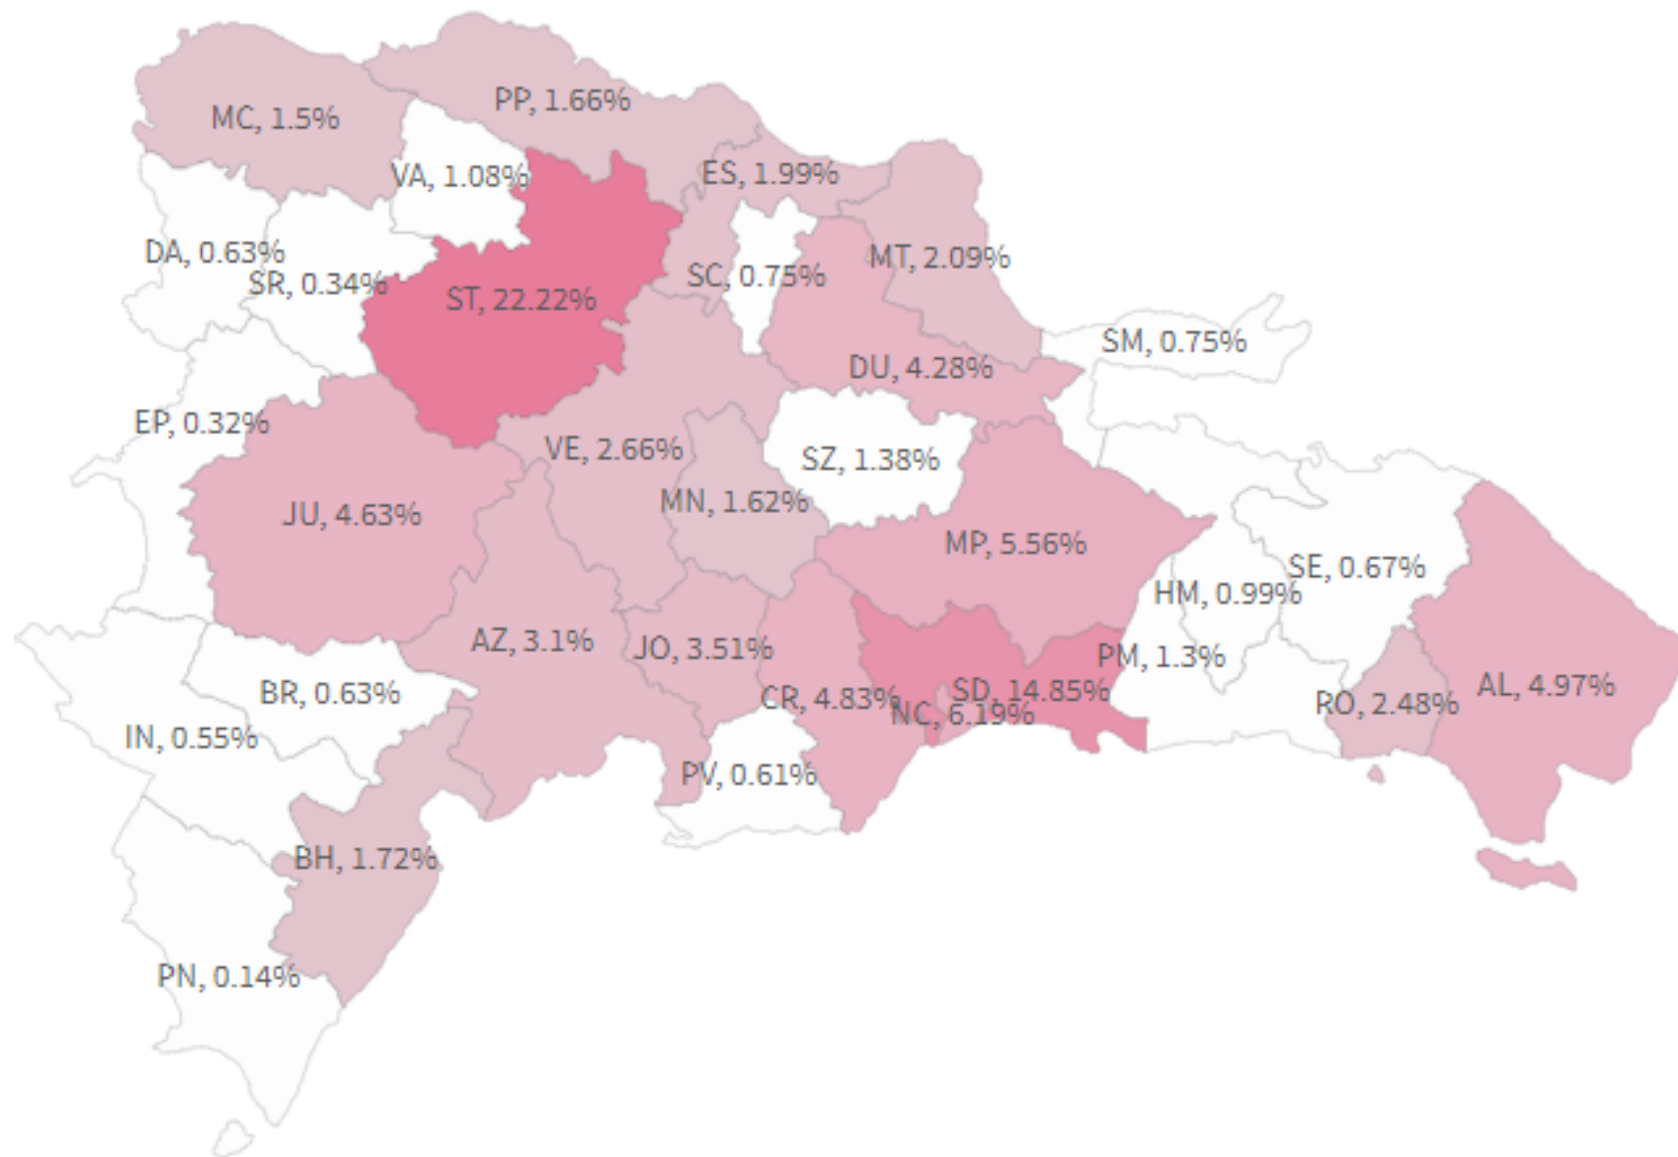 PP, 1.66%
MC, 1.5%
VA, 1.08%
ES, 1.99%
DA, 0.63%
SR, 0.34%
ST, 22.22%
SC, 0.75%
MT, 2.09%
SM, 0.75%
DU, 4.28%
EP, 0.32%
VE, 2.66%
SZ, 1.38%
JU, 4.63%
MN, 1.62%
MP, 5.56%
SE, 0.67%
HM, 0.99%
AZ, 3.1%
JO, 3.51%
PM, 1.3%
BR, 0.63%
CR, 4.83%
SD, 14.85%
NC, 6.19%
RO, 2.48%
AL, 4.97%
IN, 0.55%
PV, 0.61%
BH, 1.72%
PN, 0.14%